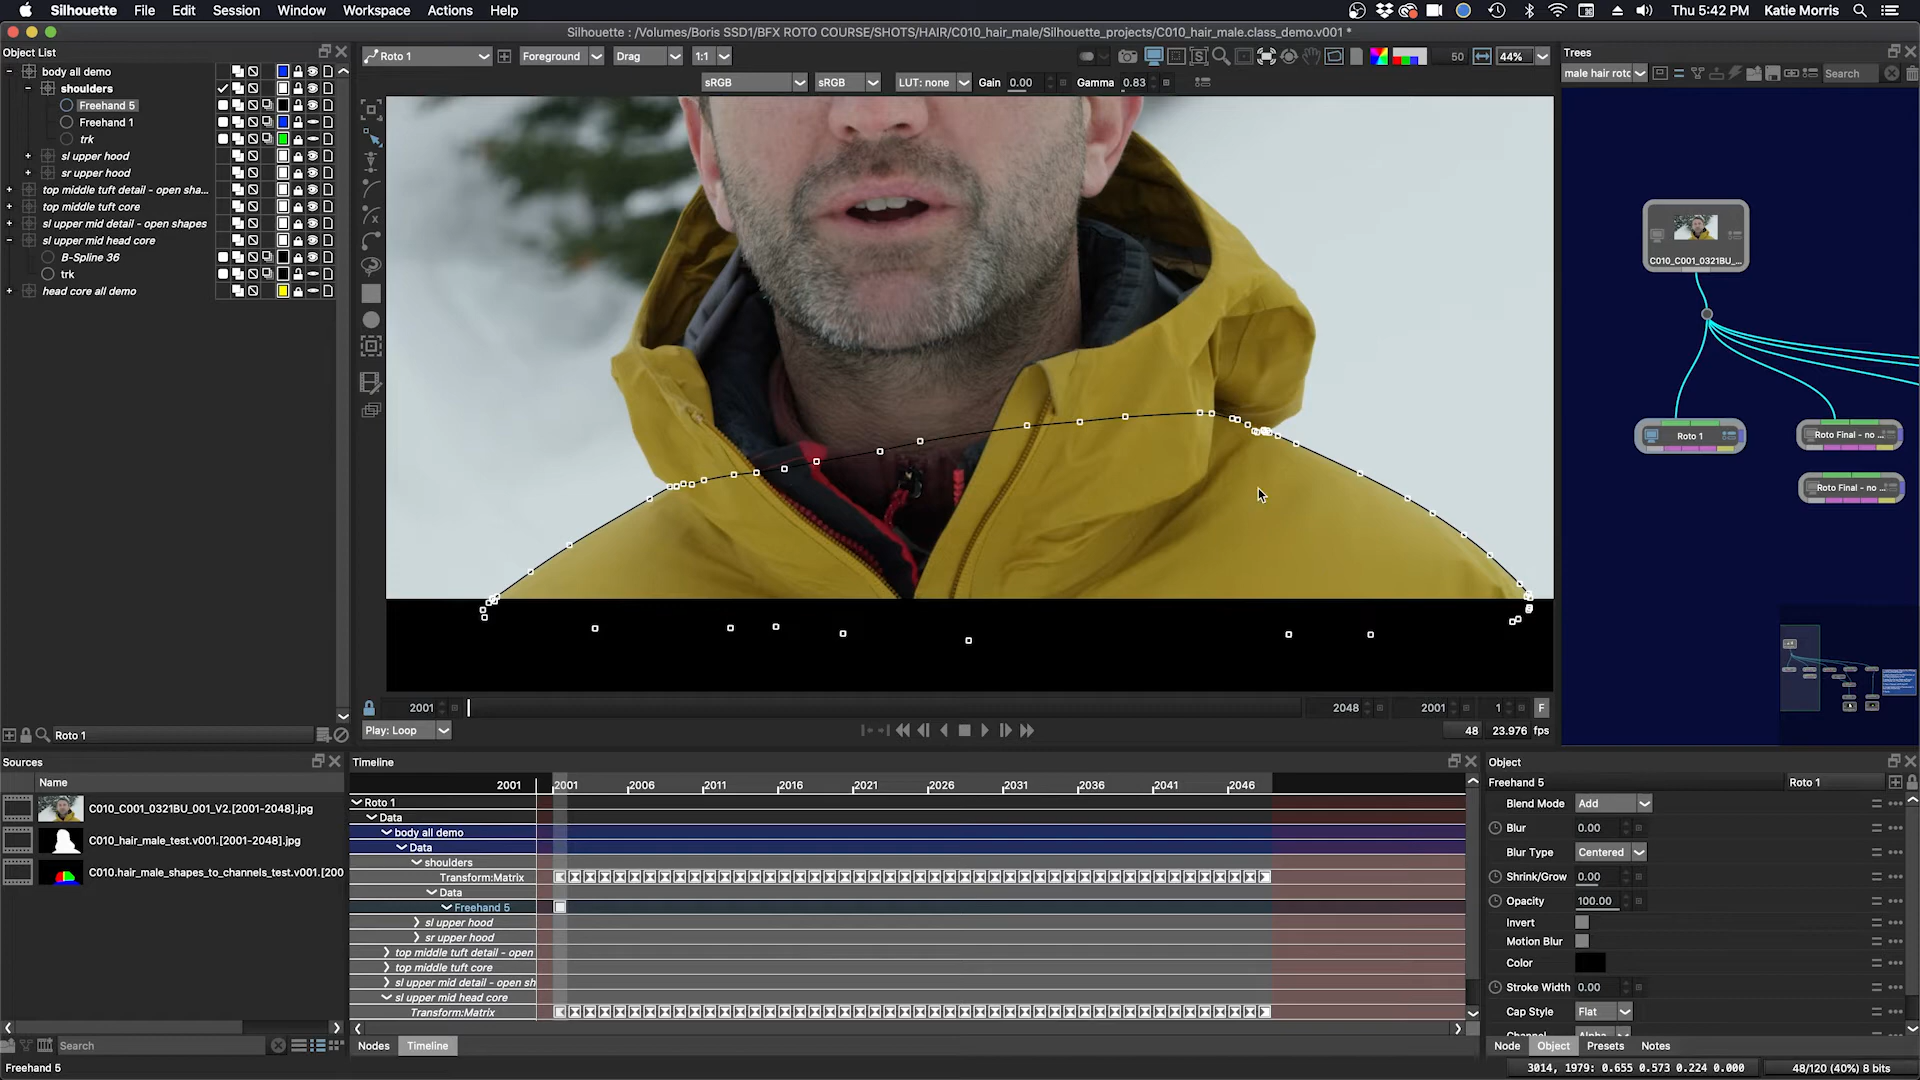 Silhouette File Edit Session Window Workspace Actions Help
Thu 5:42 PM Katie Morris
Silhouette : /Volumes/Boris SSD1/BFX ROTO COURSE/SHOTS/HAIR/C010_hair_male/Silhouette_projects/C010_hair_male.class_demo.v001 *
Object List
Roto 1 Foreground Drag 1:1 50 44%
Trees
male hair roto Search
sRGB sRGB LUT: none Gain 0.00 Gamma 0.83
body all demo
shoulders
Freehand 5
Freehand 1
trk
sl upper hood
sr upper hood
top middle tuft detail - open sha...
top middle tuft core
sl upper mid detail - open shapes
sl upper mid head core
B-Spline 36
trk
head core all demo
C010_C001_0321BU_...
Roto 1
Roto Final - no ...
Roto Final - no ...
2001 2048 2001 1 F
Roto 1
Play: Loop 48 23.976 fps
Sources
Name
C010_C001_0321BU_001_V2.[2001-2048].jpg
C010_hair_male_test.v001.[2001-2048].jpg
C010.hair_male_shapes_to_channels_test.v001.[200
Search
Freehand 5
Timeline
2001 2001 2006 2011 2016 2021 2026 2031 2036 2041 2046
Roto 1
Data
body all demo
Data
shoulders
Transform:Matrix
Data
Freehand 5
sl upper hood
sr upper hood
top middle tuft detail - open
top middle tuft core
sl upper mid detail - open sh
sl upper mid head core
Transform:Matrix
Nodes Timeline
Object
Freehand 5 Roto 1
Blend Mode Add
Blur 0.00
Blur Type Centered
Shrink/Grow 0.00
Opacity 100.00
Invert
Motion Blur
Color
Stroke Width 0.00
Cap Style Flat
Node Object Presets Notes
3014, 1979: 0.655 0.573 0.224 0.000 48/120 (40%) 8 bits